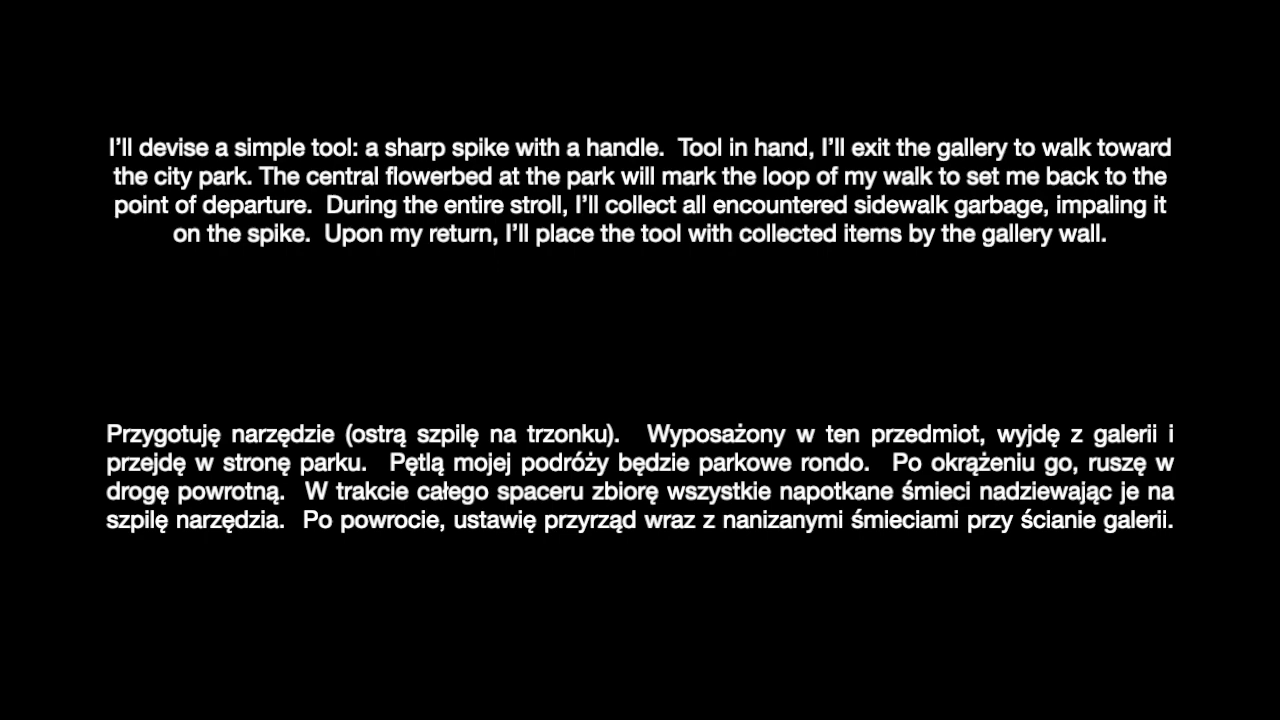 I’ll devise a simple tool: a sharp spike with a handle.  Tool in hand, I’ll exit the gallery to walk toward
the city park. The central flowerbed at the park will mark the loop of my walk to set me back to the
point of departure.  During the entire stroll, I’ll collect all encountered sidewalk garbage, impaling it
on the spike.  Upon my return, I’ll place the tool with collected items by the gallery wall.
Przygotuję narzędzie (ostrą szpilę na trzonku).  Wyposażony w ten przedmiot, wyjdę z galerii i
przejdę w stronę parku.  Pętlą mojej podróży będzie parkowe rondo.  Po okrążeniu go, ruszę w
drogę powrotną.  W trakcie całego spaceru zbiorę wszystkie napotkane śmieci nadziewając je na
szpilę narzędzia.  Po powrocie, ustawię przyrząd wraz z nanizanymi śmieciami przy ścianie galerii.